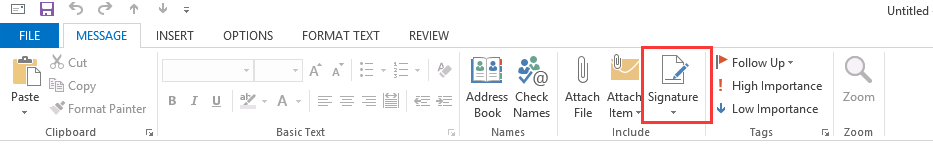 Untitled
FILE MESSAGE INSERT OPTIONS FORMAT TEXT REVIEW
Paste
Cut
Copy
Format Painter
Clipboard
B I U ab A
Basic Text
Address Book
Check Names
Names
Attach File
Attach Item
Signature
Include
Follow Up
High Importance
Low Importance
Tags
Zoom
Zoom